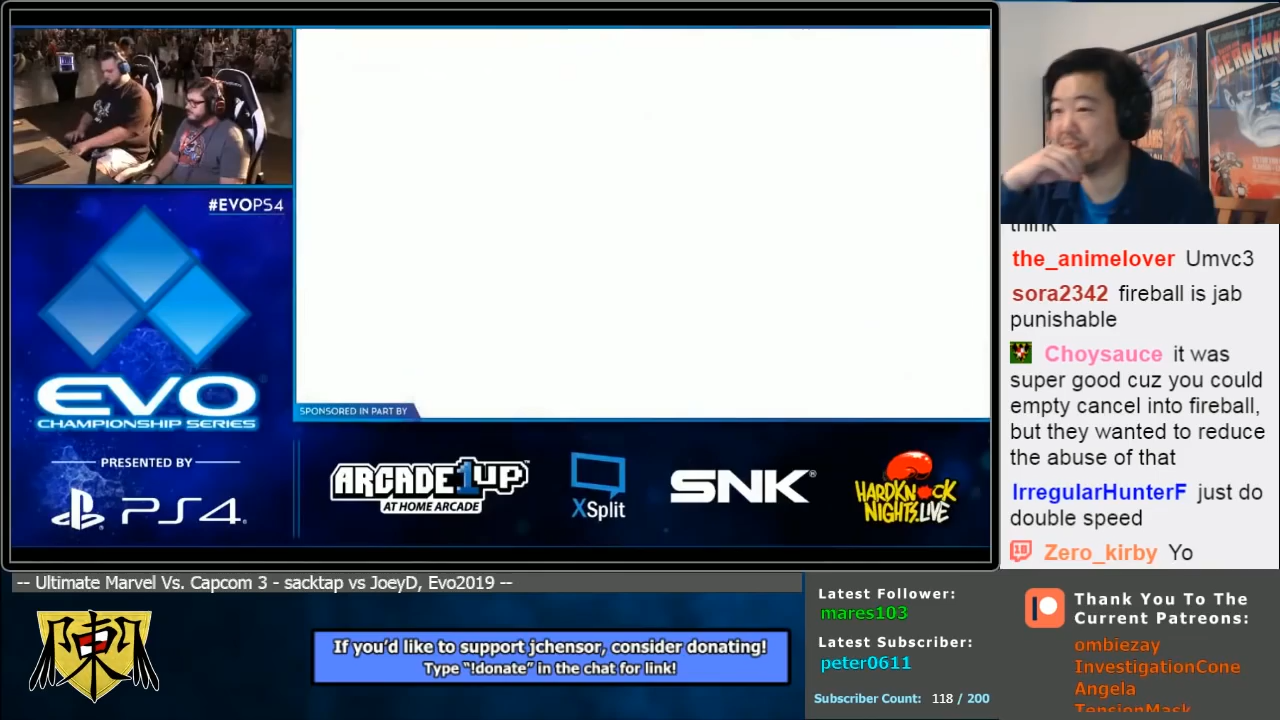 #EVOPS4
EVO
CHAMPIONSHIP SERIES
PRESENTED BY
PS4
SPONSORED IN PART BY
ARCADE1UP
AT HOME ARCADE
XSplit
SNK
HARDKNOCK
NIGHTS.LIVE
think
the_animelover Umvc3
sora2342 fireball is jab
punishable
Choysauce it was
super good cuz you could
empty cancel into fireball,
but they wanted to reduce
the abuse of that
IrregularHunterF just do
double speed
Zero_kirby Yo
-- Ultimate Marvel Vs. Capcom 3 - sacktap vs JoeyD, Evo2019 --
If you'd like to support jchensor, consider donating!
Type "!donate" in the chat for link!
Latest Follower:
mares103
Latest Subscriber:
peter0611
Subscriber Count: 118 / 200
Thank You To The
Current Patreons:
ombiezay
InvestigationCone
Angela
TensionMask